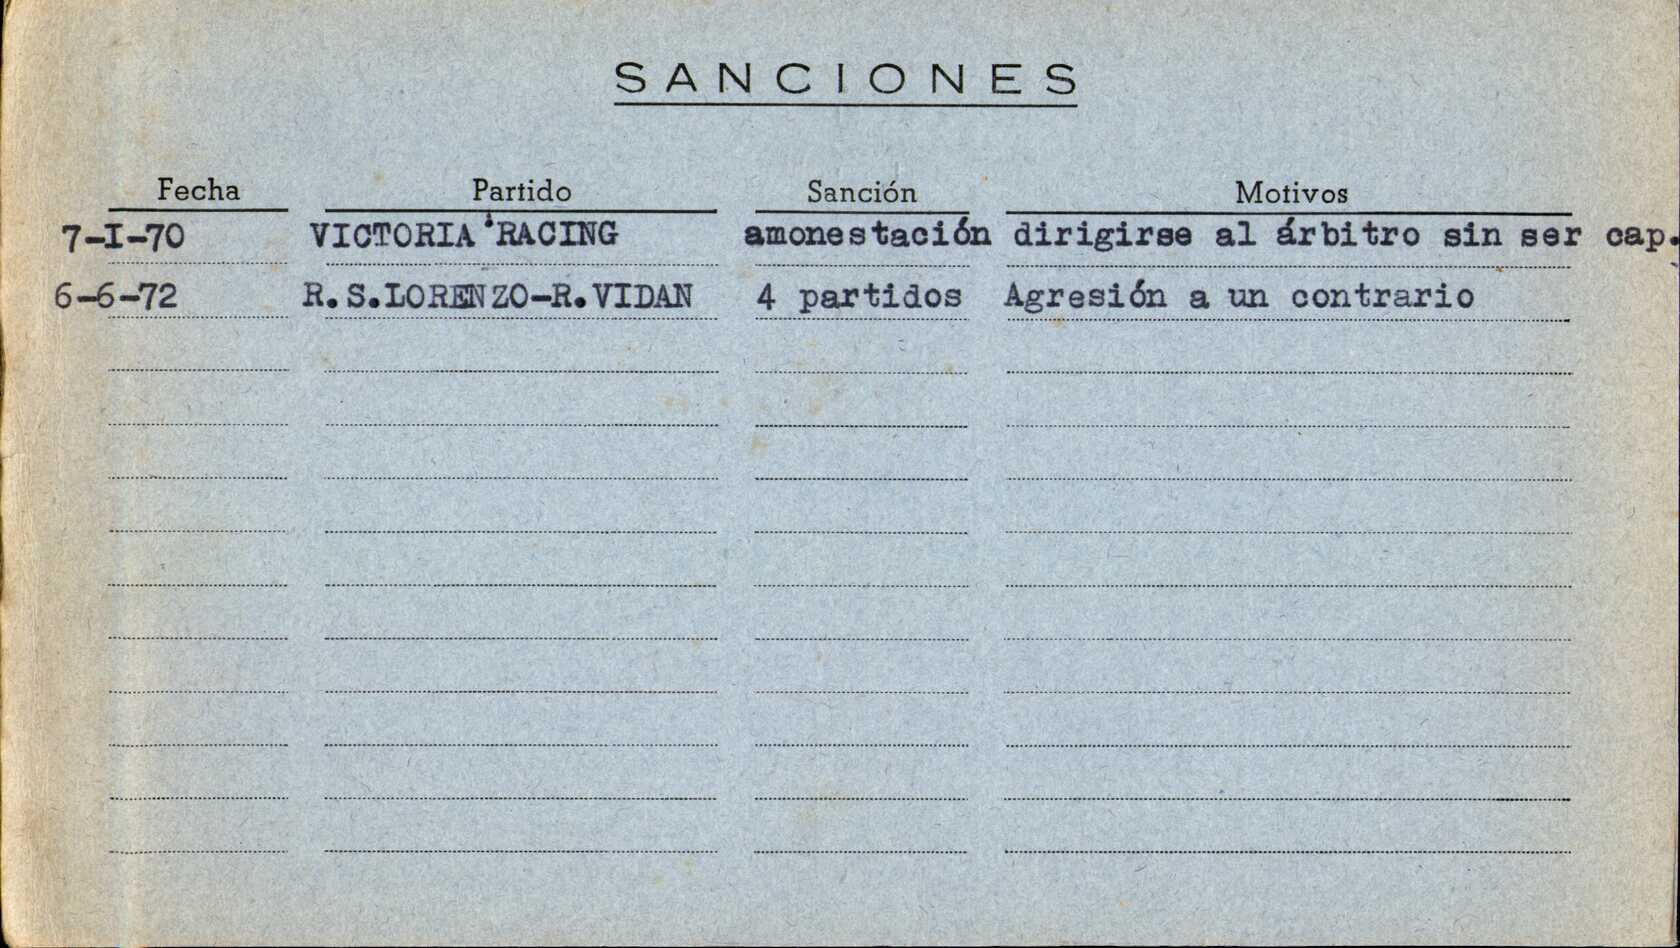 SANCIONES
Fecha Partido Sanción Motivos
7-I-70 VICTORIA 'RACING amonestación dirigirse al árbitro sin ser cap.
6-6-72 R.S.LORENZO-R.VIDAN 4 partidos Agresión a un contrario